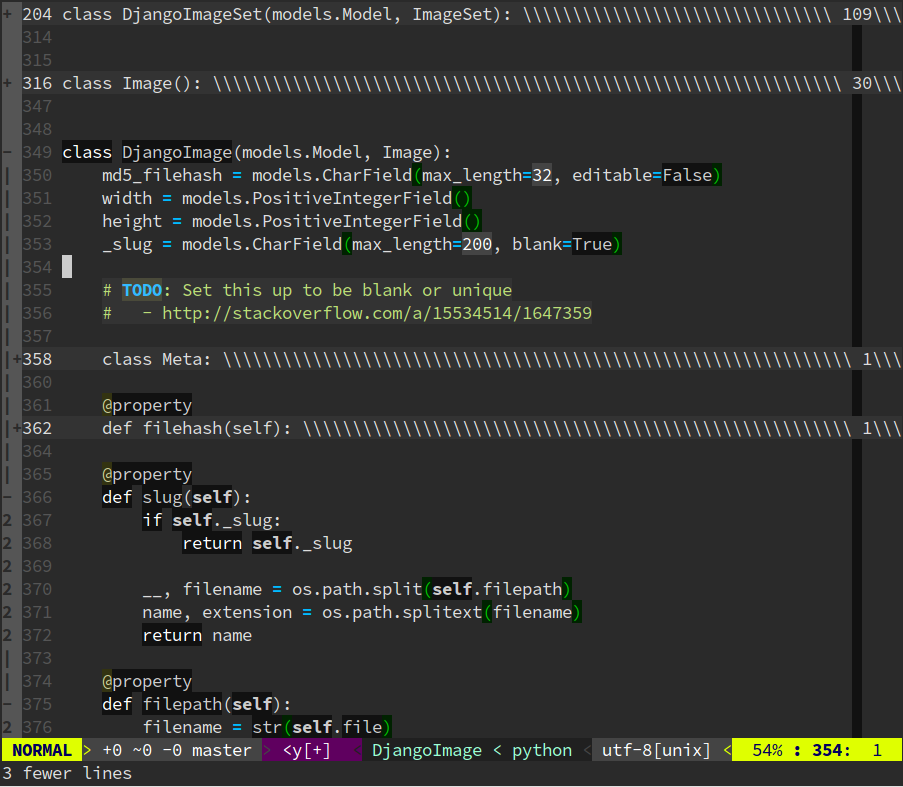 + 204 class DjangoImageSet(models.Model, ImageSet): \\\\\\\\\\\\\\\\\\\\\\\\\\\\\\\ 109\\\
314
315
+ 316 class Image(): \\\\\\\\\\\\\\\\\\\\\\\\\\\\\\\\\\\\\\\\\\\\\\\\\\\\\\\\\\\\\\\ 30\\\
347
348
- 349 class DjangoImage(models.Model, Image):
| 350     md5_filehash = models.CharField(max_length=32, editable=False)
| 351     width = models.PositiveIntegerField()
| 352     height = models.PositiveIntegerField()
| 353     _slug = models.CharField(max_length=200, blank=True)
| 354
| 355     # TODO: Set this up to be blank or unique
| 356     #   - http://stackoverflow.com/a/15534514/1647359
| 357
|+358     class Meta: \\\\\\\\\\\\\\\\\\\\\\\\\\\\\\\\\\\\\\\\\\\\\\\\\\\\\\\\\\\\\\\ 1\\\
| 360
| 361     @property
|+362     def filehash(self): \\\\\\\\\\\\\\\\\\\\\\\\\\\\\\\\\\\\\\\\\\\\\\\\\\\\\\\ 1\\\
| 364
| 365     @property
- 366     def slug(self):
2 367         if self._slug:
2 368             return self._slug
2 369
2 370         __, filename = os.path.split(self.filepath)
2 371         name, extension = os.path.splitext(filename)
2 372         return name
| 373
| 374     @property
- 375     def filepath(self):
2 376         filename = str(self.file)
NORMAL > +0 ~0 -0 master > <y[+] < DjangoImage < python < utf-8[unix] < 54% : 354: 1
3 fewer lines